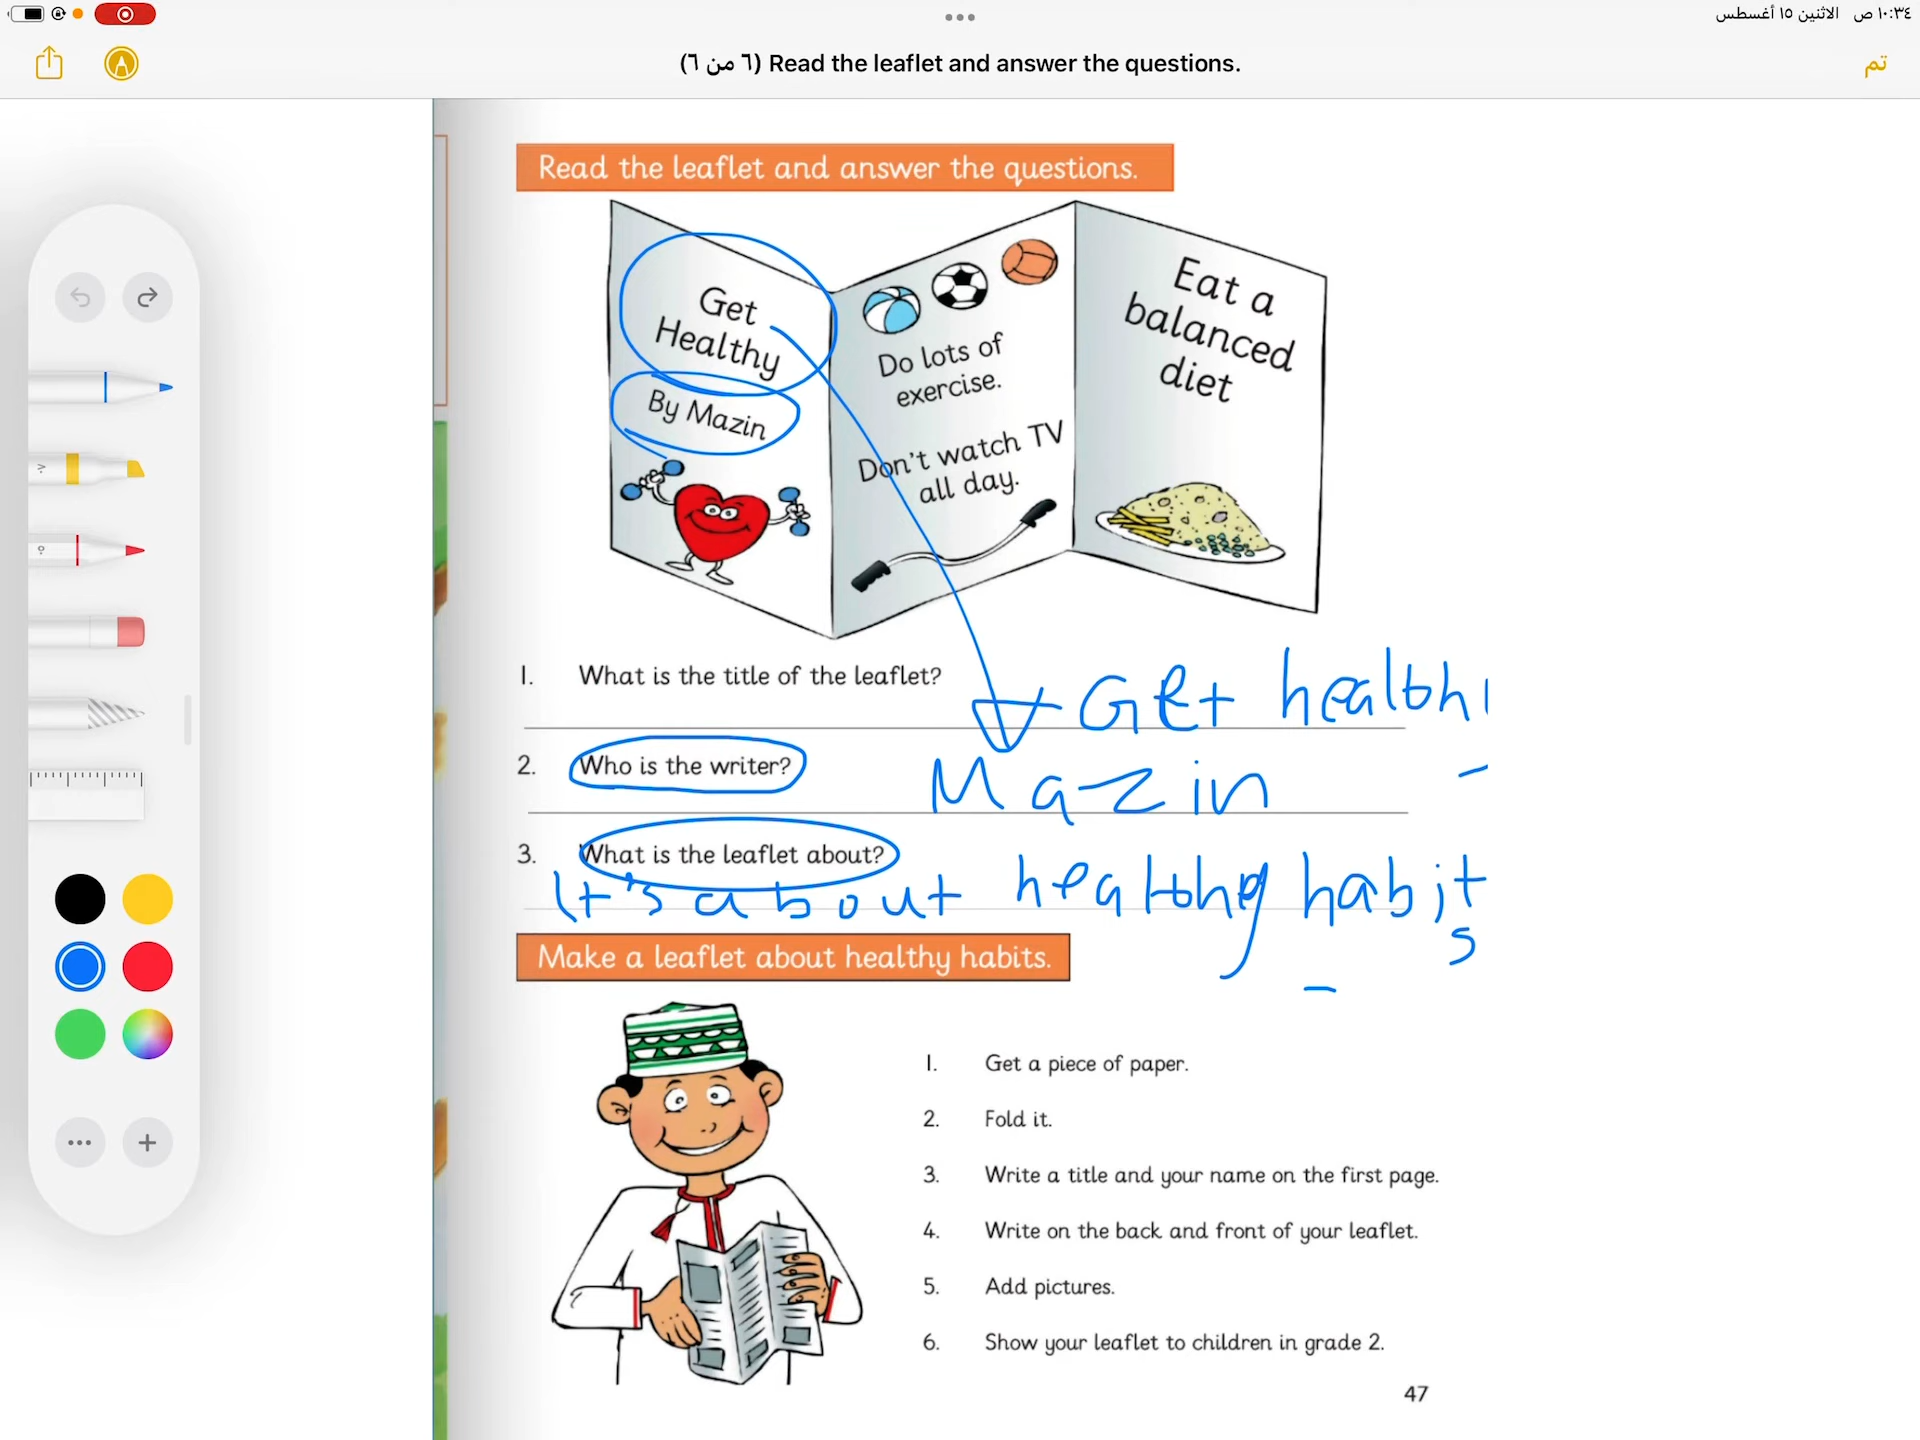 ١٠:٣٤ ص الاثنين ١٥ أغسطس
Read the leaflet and answer the questions. (٦ من ٦)
تم
Read the leaflet and answer the questions.
Get
Healthy
By Mazin
Do lots of
exercise.
Don't watch TV
all day.
Eat a
balanced
diet
1. What is the title of the leaflet?
Get healthy
2. Who is the writer?
Mazin
3. What is the leaflet about?
It's about healthy habits
Make a leaflet about healthy habits.
1. Get a piece of paper.
2. Fold it.
3. Write a title and your name on the first page.
4. Write on the back and front of your leaflet.
5. Add pictures.
6. Show your leaflet to children in grade 2.
47